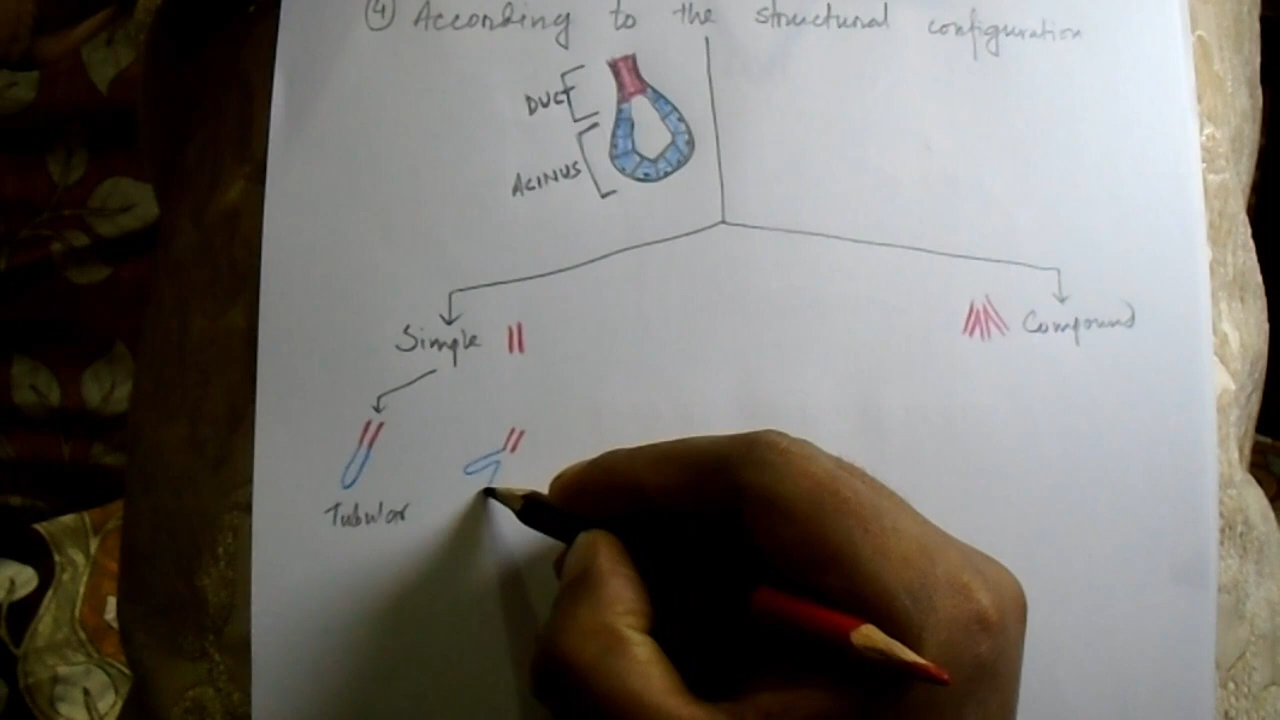 ④ According to the structural configuration
DUCT
ACINUS
Simple
Compound
Tubular